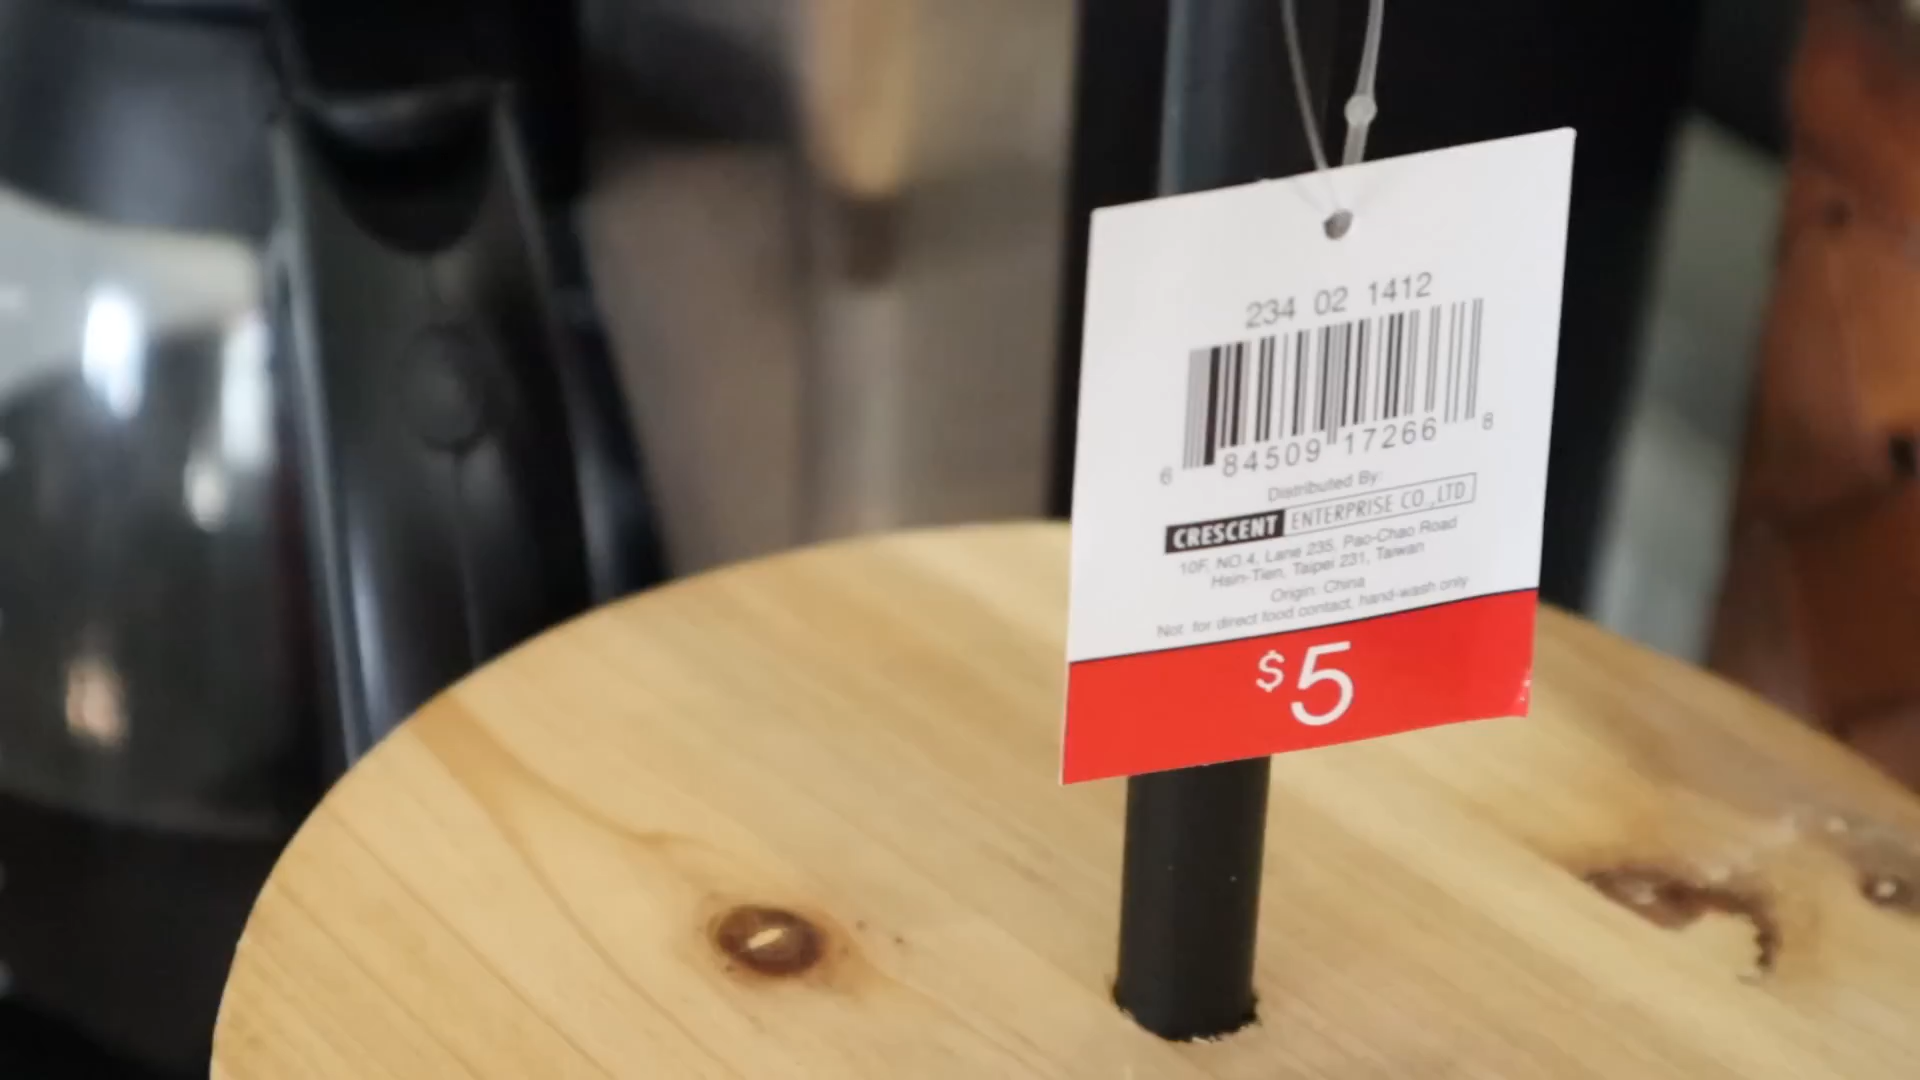 234 02 1412
6 84509 17266 8
Distributed By:
CRESCENT ENTERPRISE CO.,LTD
10F, NO.4, Lane 235, Pao-Chao Road
Hsin-Tien, Taipei 231, Taiwan
Origin: China
Not for direct food contact, hand-wash only
$5